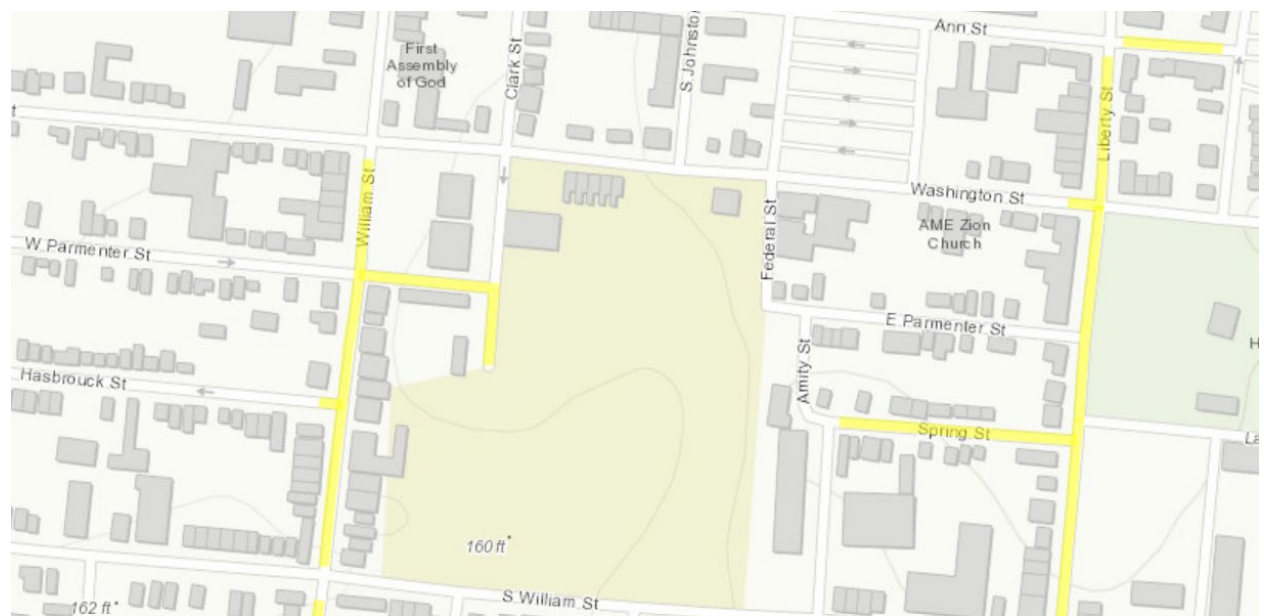 Ann St
First
Assembly
of God
Clark St
S Johnsto
Liberty St
t
Washington St
William St
AME Zion
Church
W Parmenter St
Federal St
E Parmenter St
H
Amity St
Hasbrouck St
Spring St
La
160 ft
S William St
162 ft